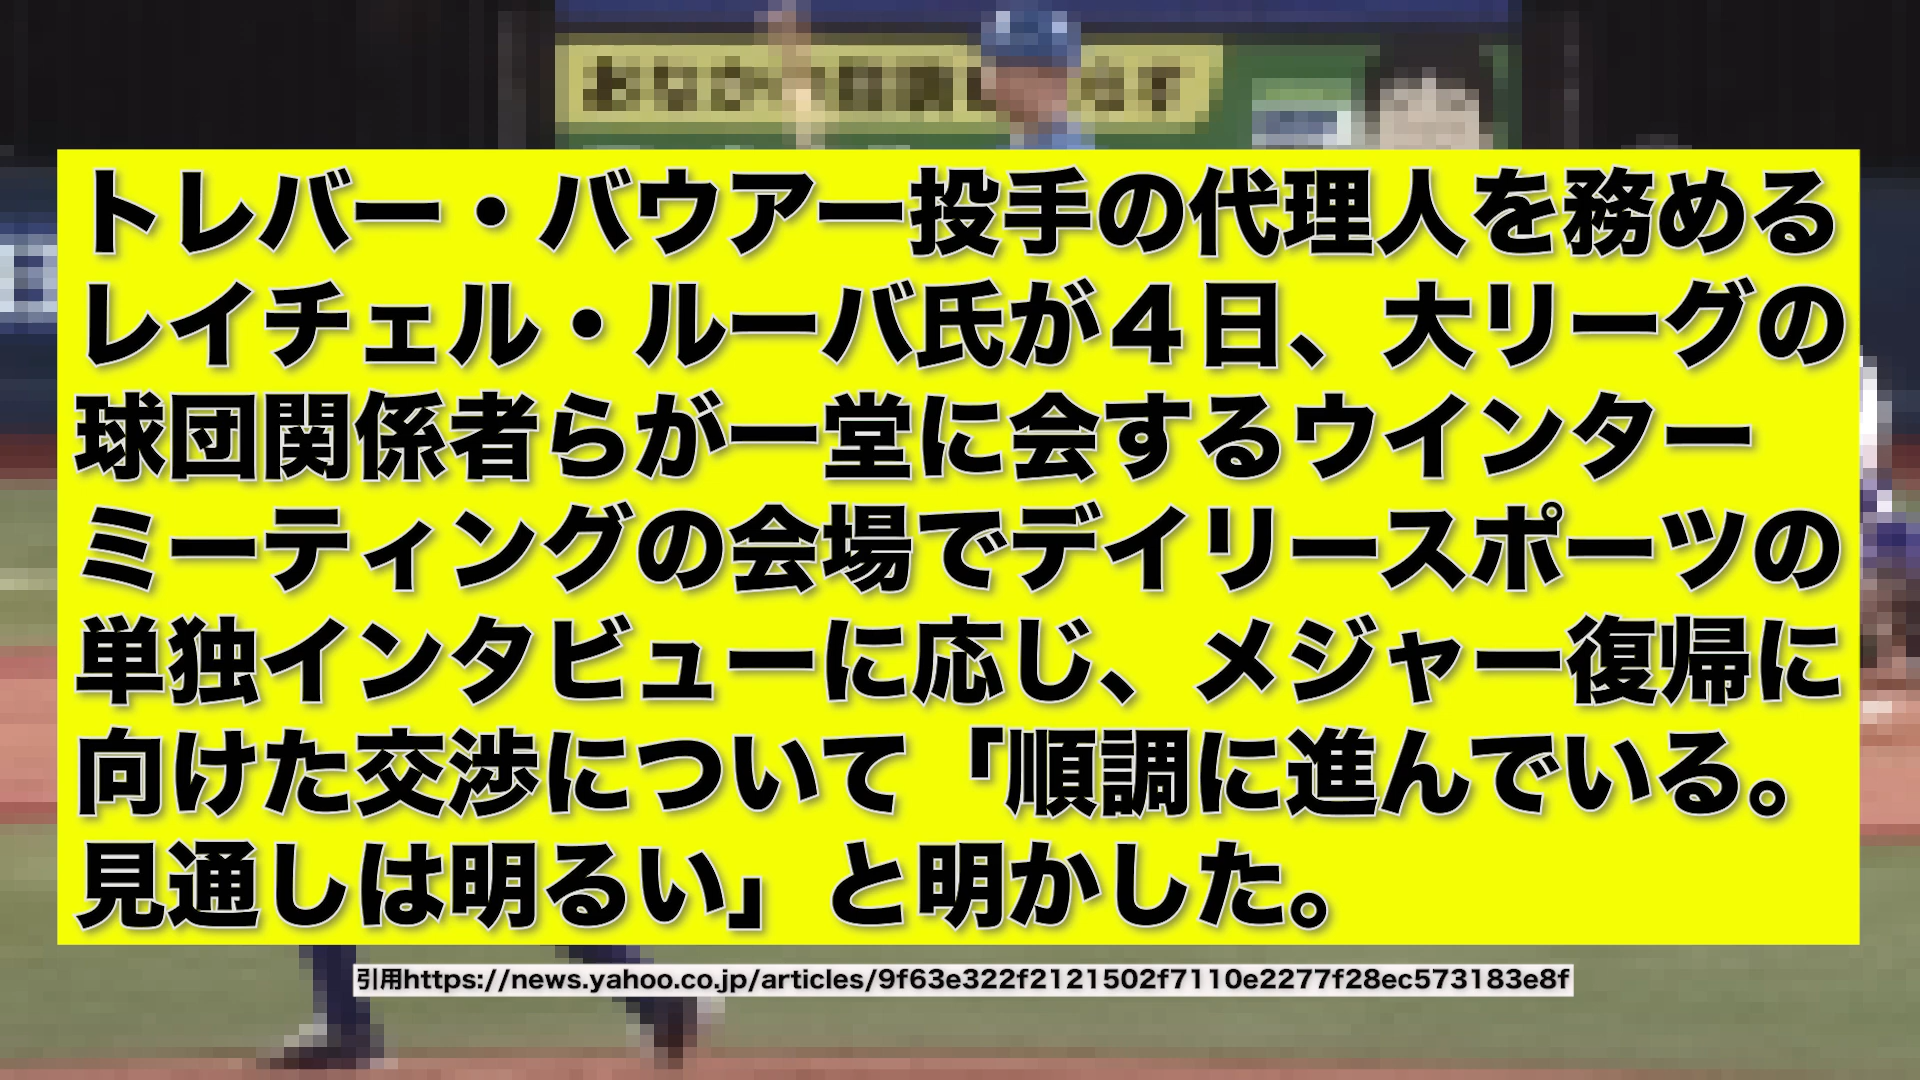 トレバー・バウアー投手の代理人を務める
レイチェル・ルーバ氏が４日、大リーグの
球団関係者らが一堂に会するウインター
ミーティングの会場でデイリースポーツの
単独インタビューに応じ、メジャー復帰に
向けた交渉について「順調に進んでいる。
見通しは明るい」と明かした。
引用https://news.yahoo.co.jp/articles/9f63e322f2121502f7110e2277f28ec573183e8f